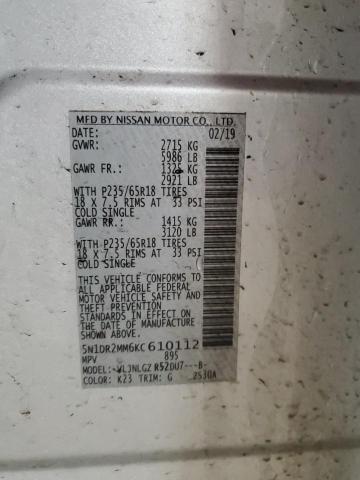 MFD BY NISSAN MOTOR CO., LTD.
DATE: 02/19
GVWR: 2715 KG
5986 LB
GAWR FR.: 1325 KG
2921 LB
WITH P235/65R18 TIRES
18 X 7.5 RIMS AT 33 PSI
COLD SINGLE
GAWR RR.: 1415 KG
3120 LB
WITH P235/65R18 TIRES
18 X 7.5 RIMS AT 33 PSI
COLD SINGLE
THIS VEHICLE CONFORMS TO
ALL APPLICABLE FEDERAL
MOTOR VEHICLE
SAFETY AND
THEFT PREVENTION
STANDARDS IN EFFECT ON
THE DATE OF MANUFACTURE
SHOWN ABOVE.
5N1DR2MM6KC610112
MPV 895
MODEL: R52DU7---B-
COLOR: K23 TRIM: G